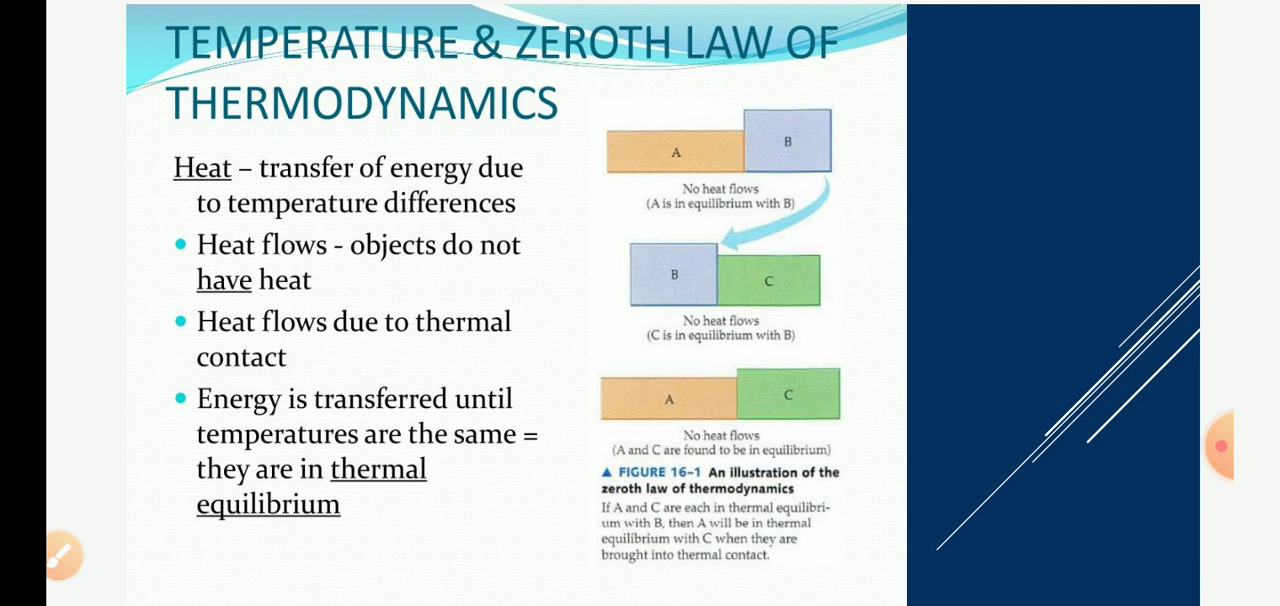 TEMPERATURE & ZEROTH LAW OF
THERMODYNAMICS
Heat – transfer of energy due
to temperature differences
• Heat flows - objects do not
have heat
• Heat flows due to thermal
contact
• Energy is transferred until
temperatures are the same =
they are in thermal
equilibrium
A
B
No heat flows
(A is in equilibrium with B)
B
C
No heat flows
(C is in equilibrium with B)
A
C
No heat flows
(A and C are found to be in equilibrium)
▲ FIGURE 16–1 An illustration of the
zeroth law of thermodynamics
If A and C are each in thermal equilibri-
um with B, then A will be in thermal
equilibrium with C when they are
brought into thermal contact.